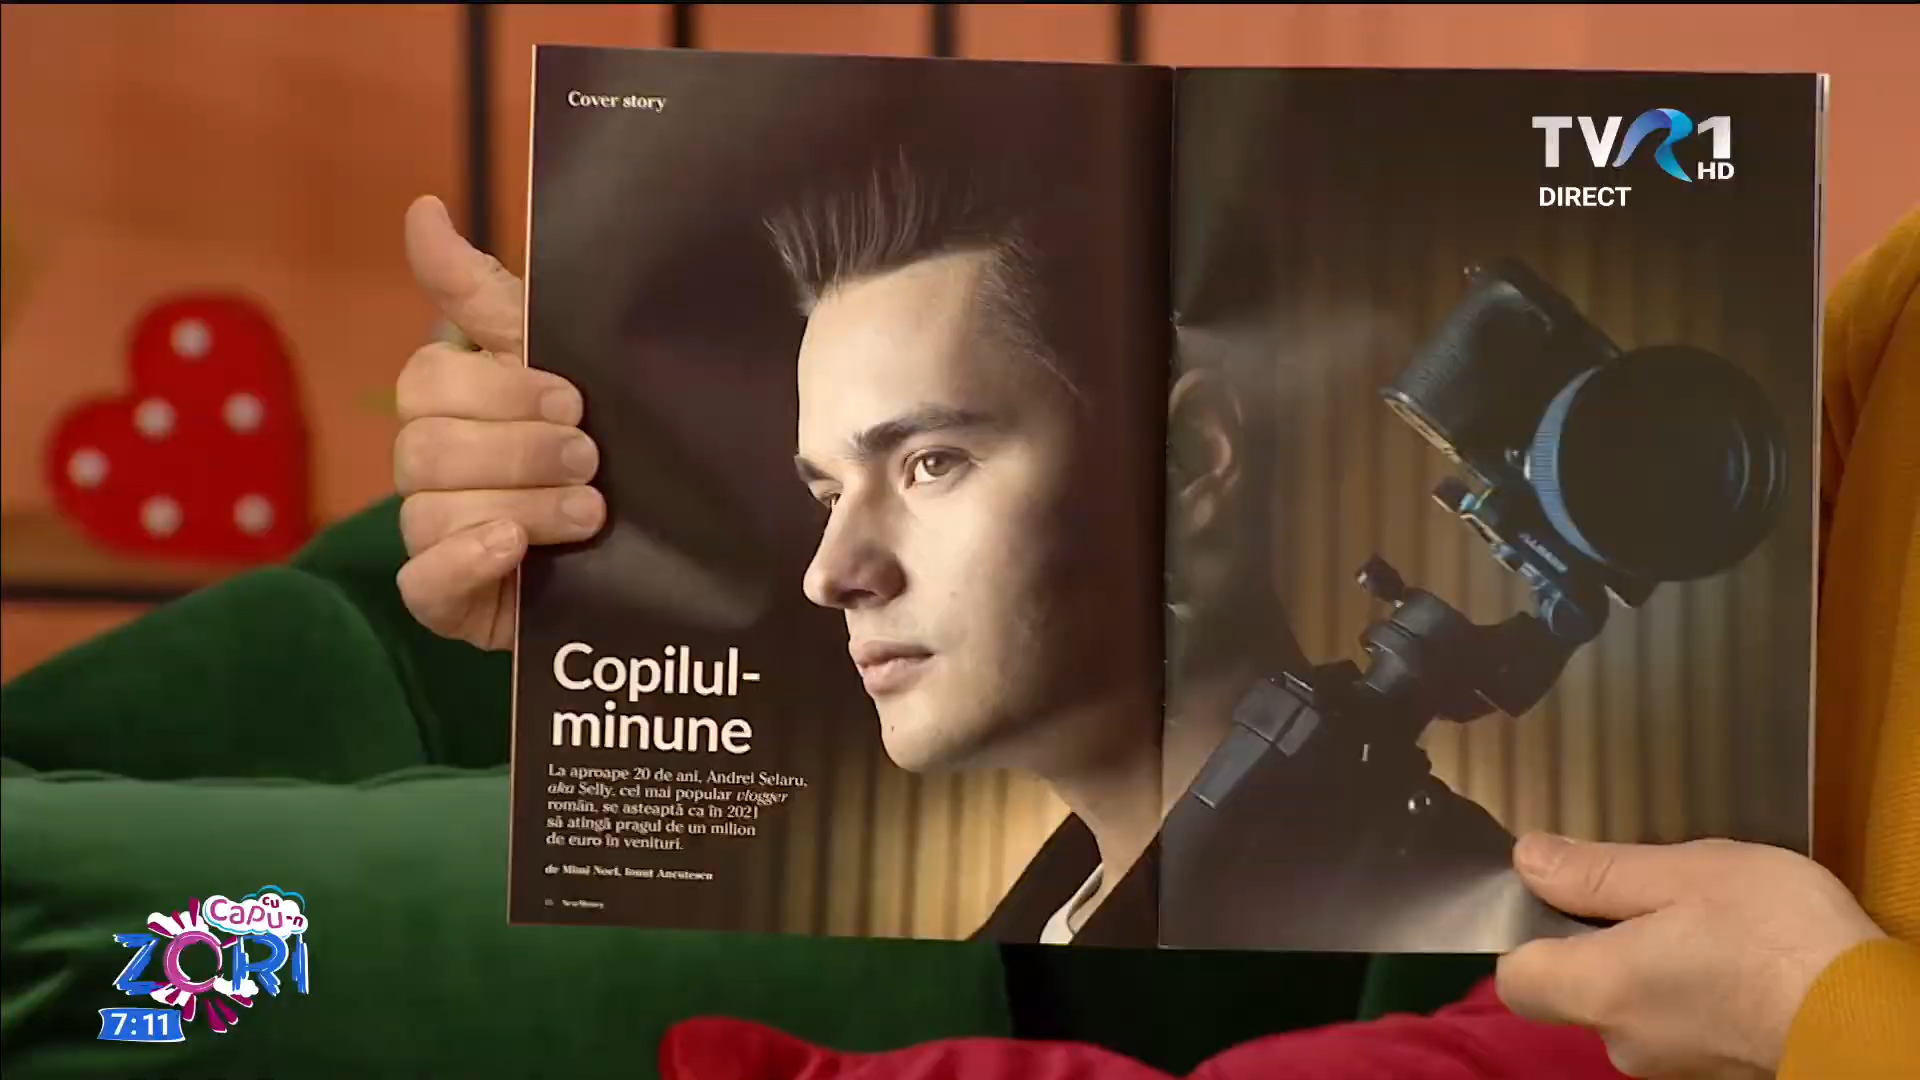 Cover story
TVR1
HD
DIRECT
Copilul-
minune
La aproape 20 de ani, Andrei Șelaru,
aka Selly, cel mai popular vlogger
român, se așteaptă ca în 2021
să atingă pragul de un milion
de euro în venituri.
cu
Capu-n
ZORI
7:11